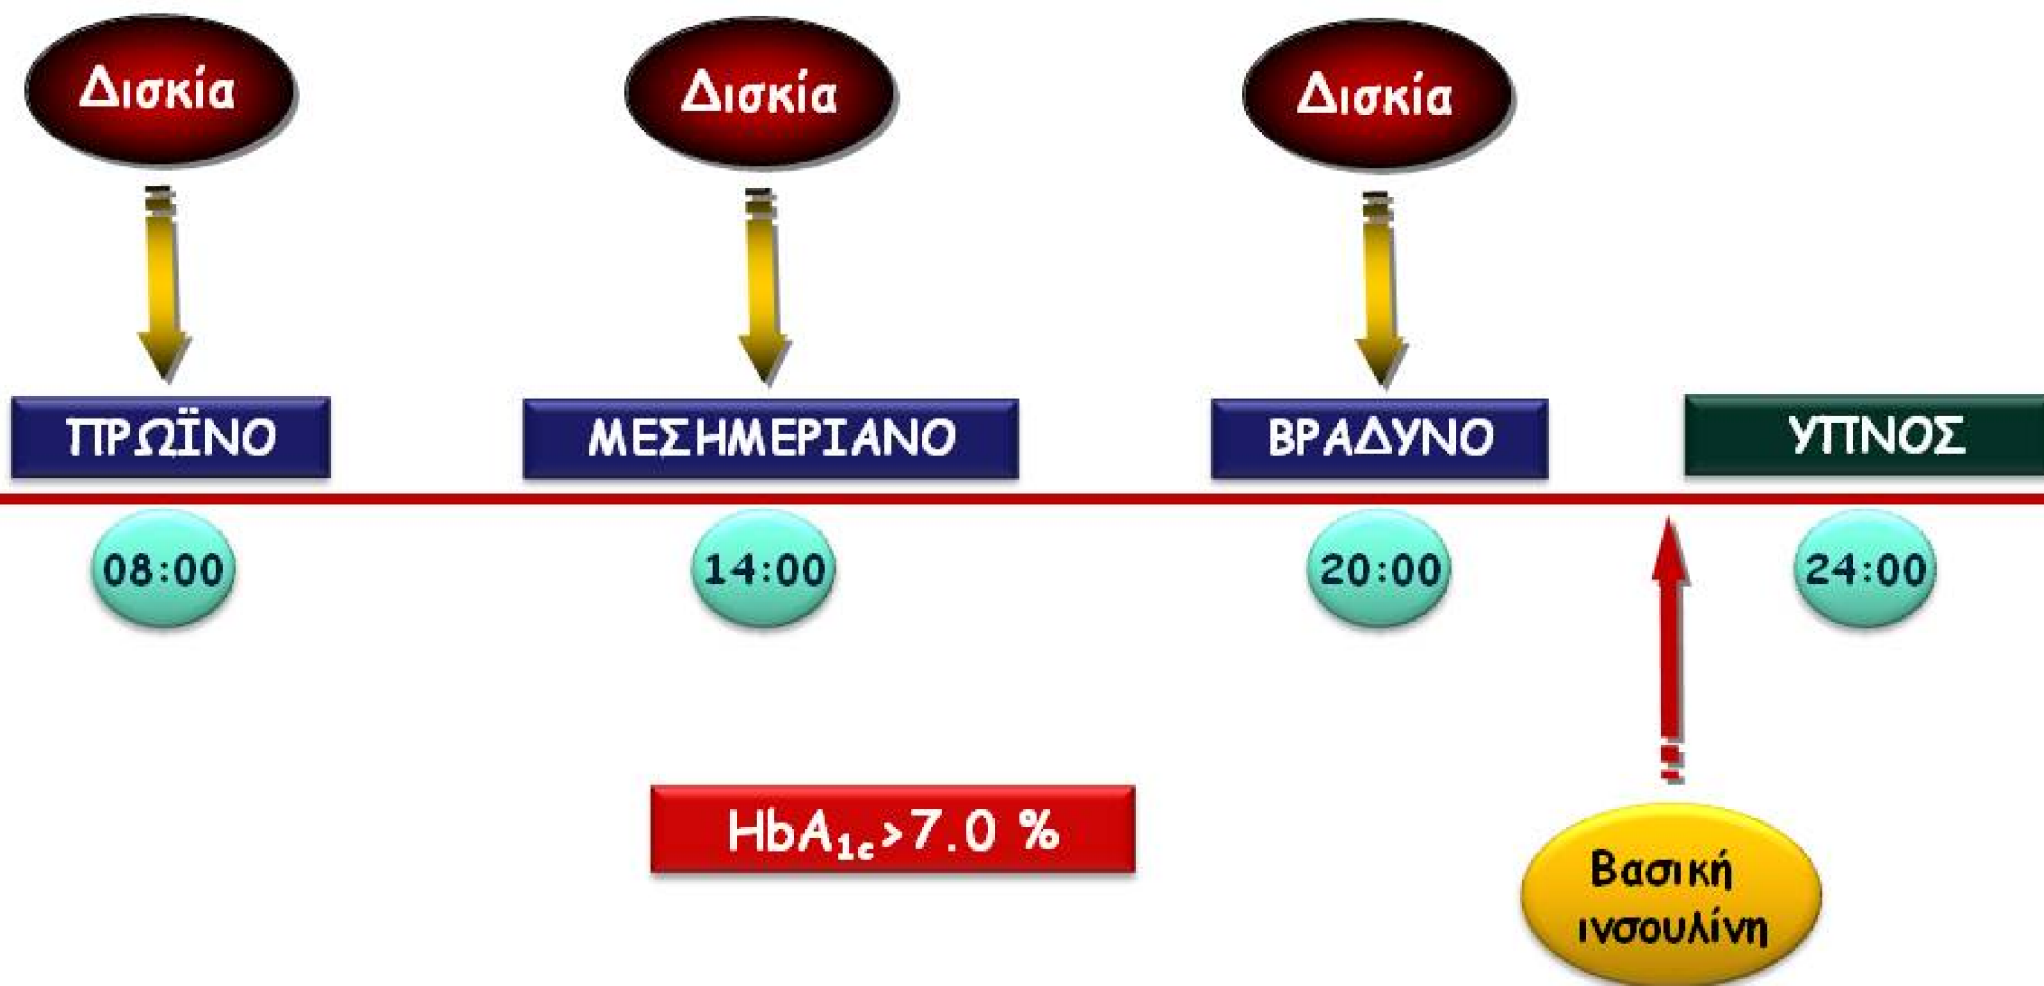 Δισκία
Δισκία
Δισκία
ΠΡΩΪΝΟ
ΜΕΣΗΜΕΡΙΑΝΟ
ΒΡΑΔΥΝΟ
ΥΠΝΟΣ
08:00
14:00
20:00
24:00
HbA₁c>7.0 %
Βασική
ινσουλίνη